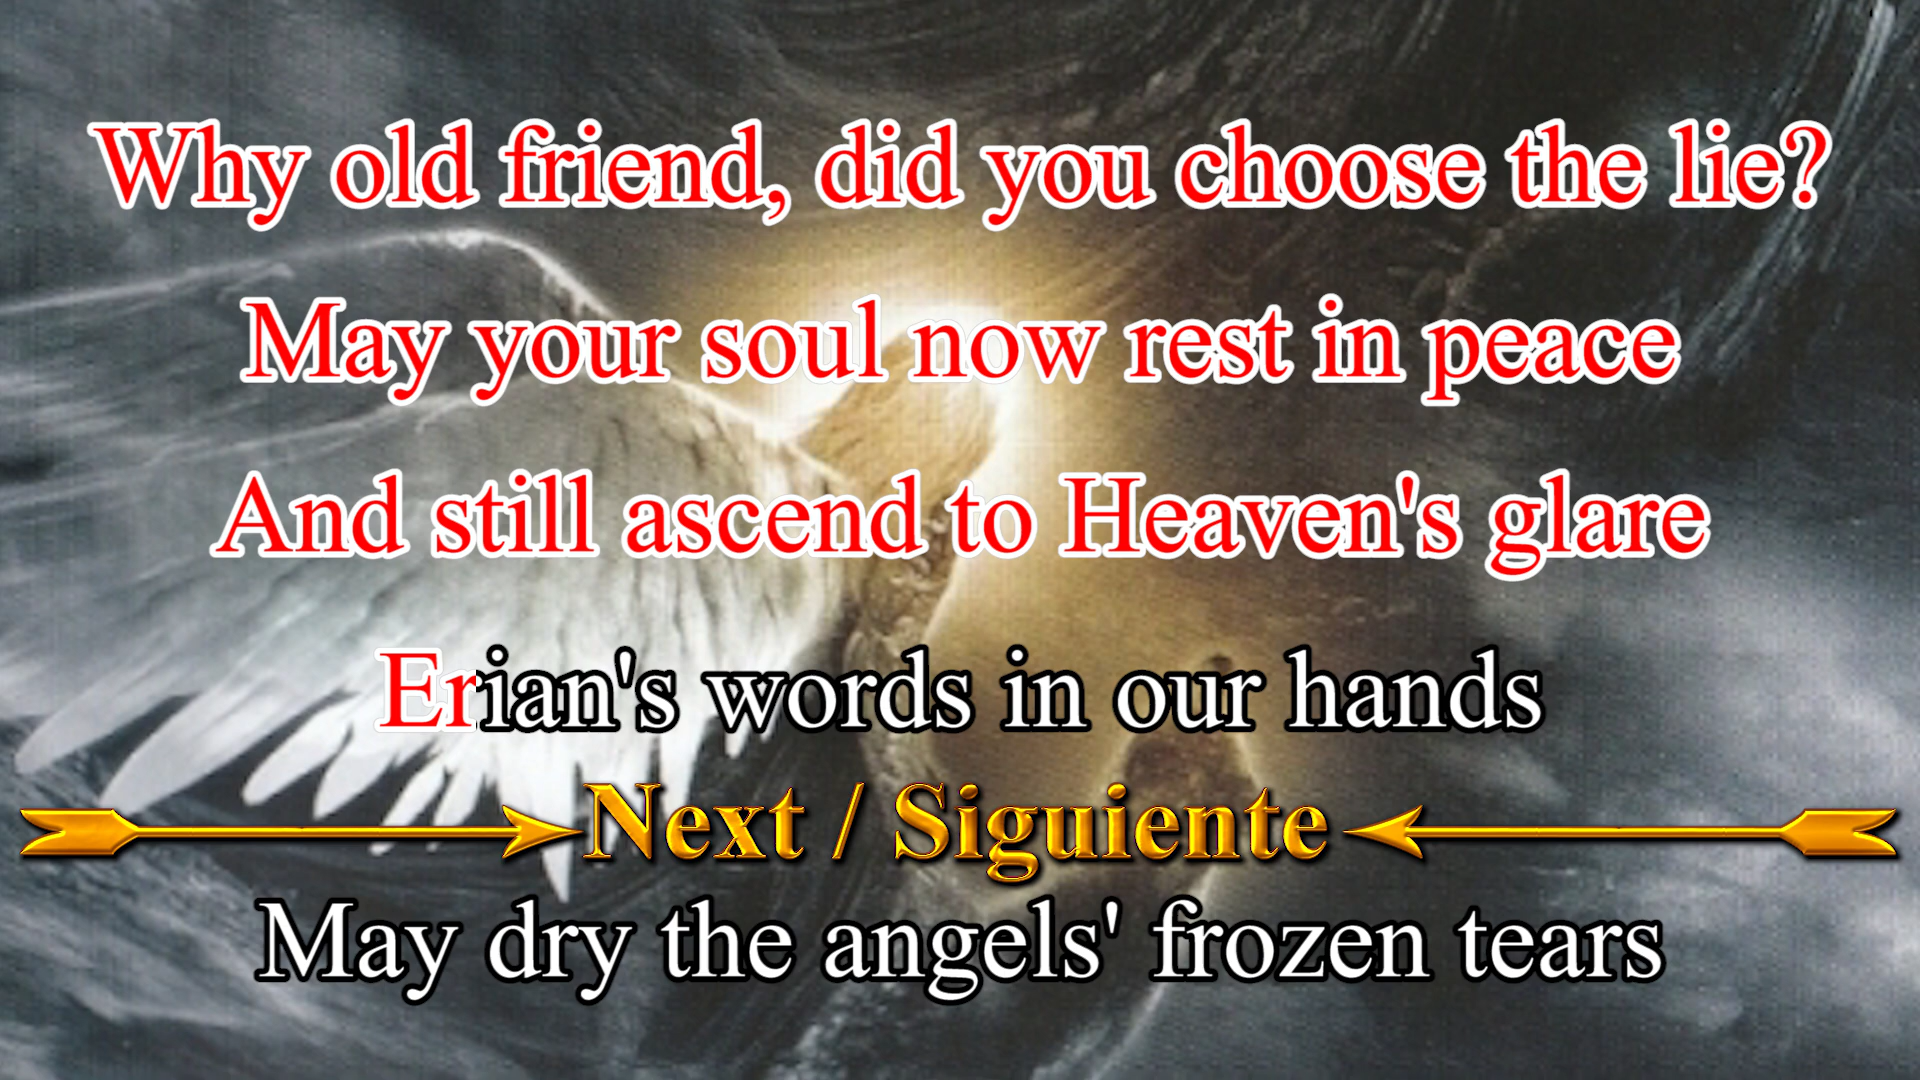 Why old friend, did you choose the lie?
May your soul now rest in peace
And still ascend to Heaven's glare
Erian's words in our hands
Next / Siguiente
May dry the angels' frozen tears